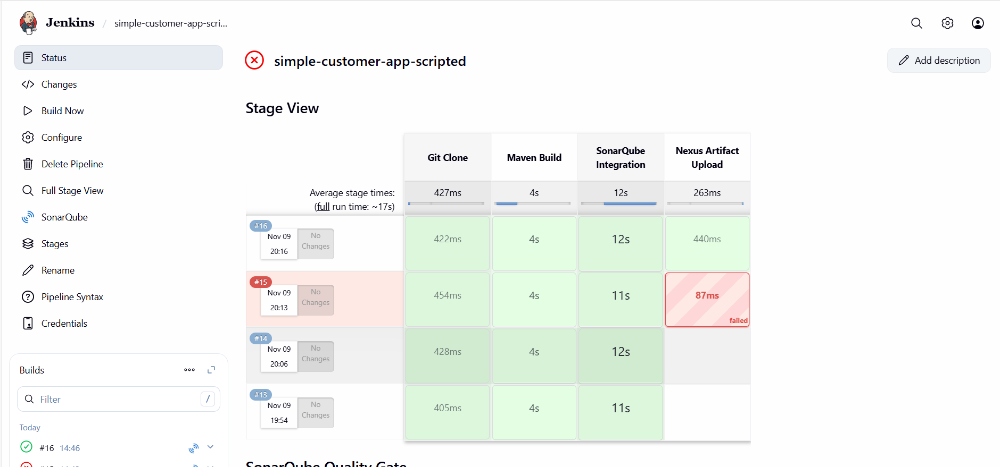 Jenkins / simple-customer-app-scri...
Status
Changes
Build Now
Configure
Delete Pipeline
Full Stage View
SonarQube
Stages
Rename
Pipeline Syntax
Credentials
Builds
Filter /
Today
#16 14:46
simple-customer-app-scripted
Add description
Stage View
Git Clone
Maven Build
SonarQube
Integration
Nexus Artifact
Upload
Average stage times:
(full run time: ~17s)
427ms
4s
12s
263ms
#16
Nov 09
20:16
No
Changes
422ms
4s
12s
440ms
#15
Nov 09
20:13
No
Changes
454ms
4s
11s
87ms
failed
#14
Nov 09
20:06
No
Changes
428ms
4s
12s
#13
Nov 09
19:54
No
Changes
405ms
4s
11s
SonarQube Quality Gate